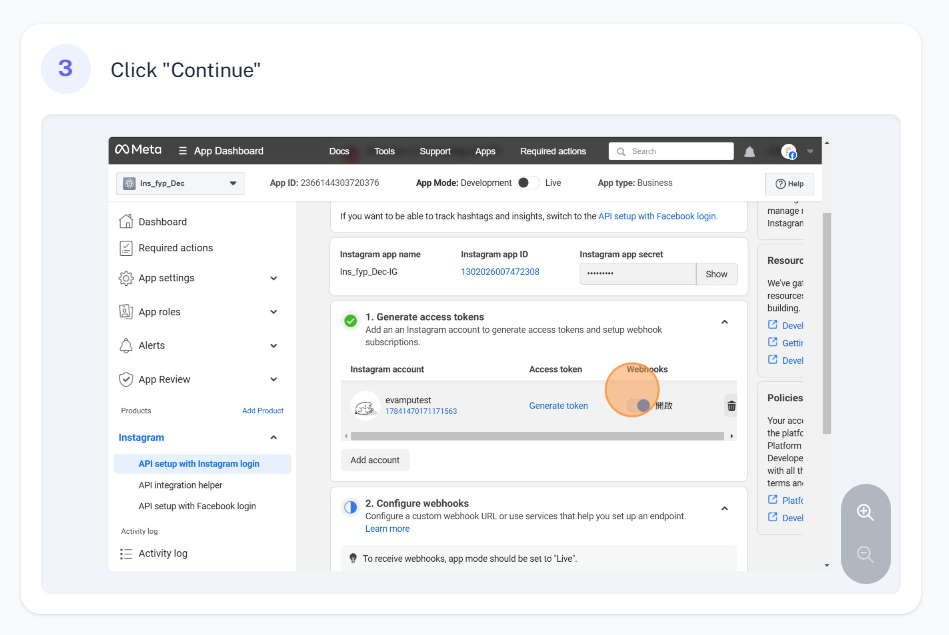 3
Click "Continue"
Meta
App Dashboard
Docs
Tools
Support
Apps
Required actions
Search
Ins_fyp_Dec
App ID: 2366144303720376
App Mode: Development
Live
App type: Business
Help
Dashboard
Required actions
App settings
App roles
Alerts
App Review
Products
Add Product
Instagram
API setup with Instagram login
API integration helper
API setup with Facebook login
Activity log
Activity log
If you want to be able to track hashtags and insights, switch to the API setup with Facebook login.
Instagram app name
Ins_fyp_Dec-IG
Instagram app ID
1302026007472308
Instagram app secret
•••••••••
Show
1. Generate access tokens
Add an an Instagram account to generate access tokens and setup webhook
subscriptions.
Instagram account
Access token
Webhooks
evamputest
17841470171171563
Generate token
開啟
Add account
2. Configure webhooks
Configure a custom webhook URL or use services that help you set up an endpoint.
Learn more
To receive webhooks, app mode should be set to "Live".
Instagran
We've gat
resources
building.
Devel
Gettin
Devel
Policies
Your acce
the platfo
Platform
Develope
with all th
terms and
Platfo
Devel